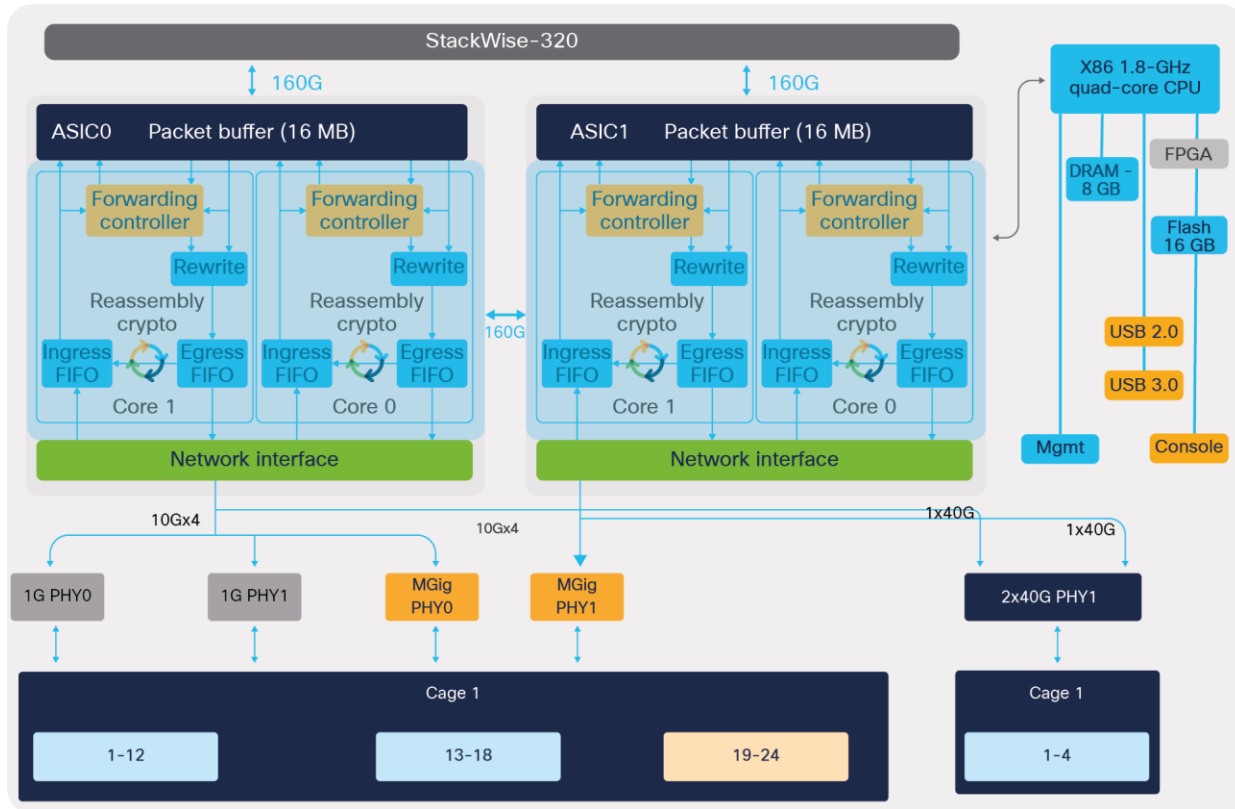 StackWise-320
160G
160G
X86 1.8-GHz
quad-core CPU
ASIC0 Packet buffer (16 MB)
ASIC1 Packet buffer (16 MB)
FPGA
DRAM -
8 GB
Flash
16 GB
Forwarding
controller
Forwarding
controller
Forwarding
controller
Forwarding
controller
Rewrite
Rewrite
Rewrite
Rewrite
Reassembly
crypto
Reassembly
crypto
160G
Reassembly
crypto
Reassembly
crypto
Ingress
FIFO
Egress
FIFO
Ingress
FIFO
Egress
FIFO
Ingress
FIFO
Egress
FIFO
Ingress
FIFO
Egress
FIFO
USB 2.0
USB 3.0
Core 1
Core 0
Core 1
Core 0
Mgmt
Console
Network interface
Network interface
10Gx4
10Gx4
1x40G
1x40G
1G PHY0
1G PHY1
MGig
PHY0
MGig
PHY1
2x40G PHY1
Cage 1
Cage 1
1-12
13-18
19-24
1-4